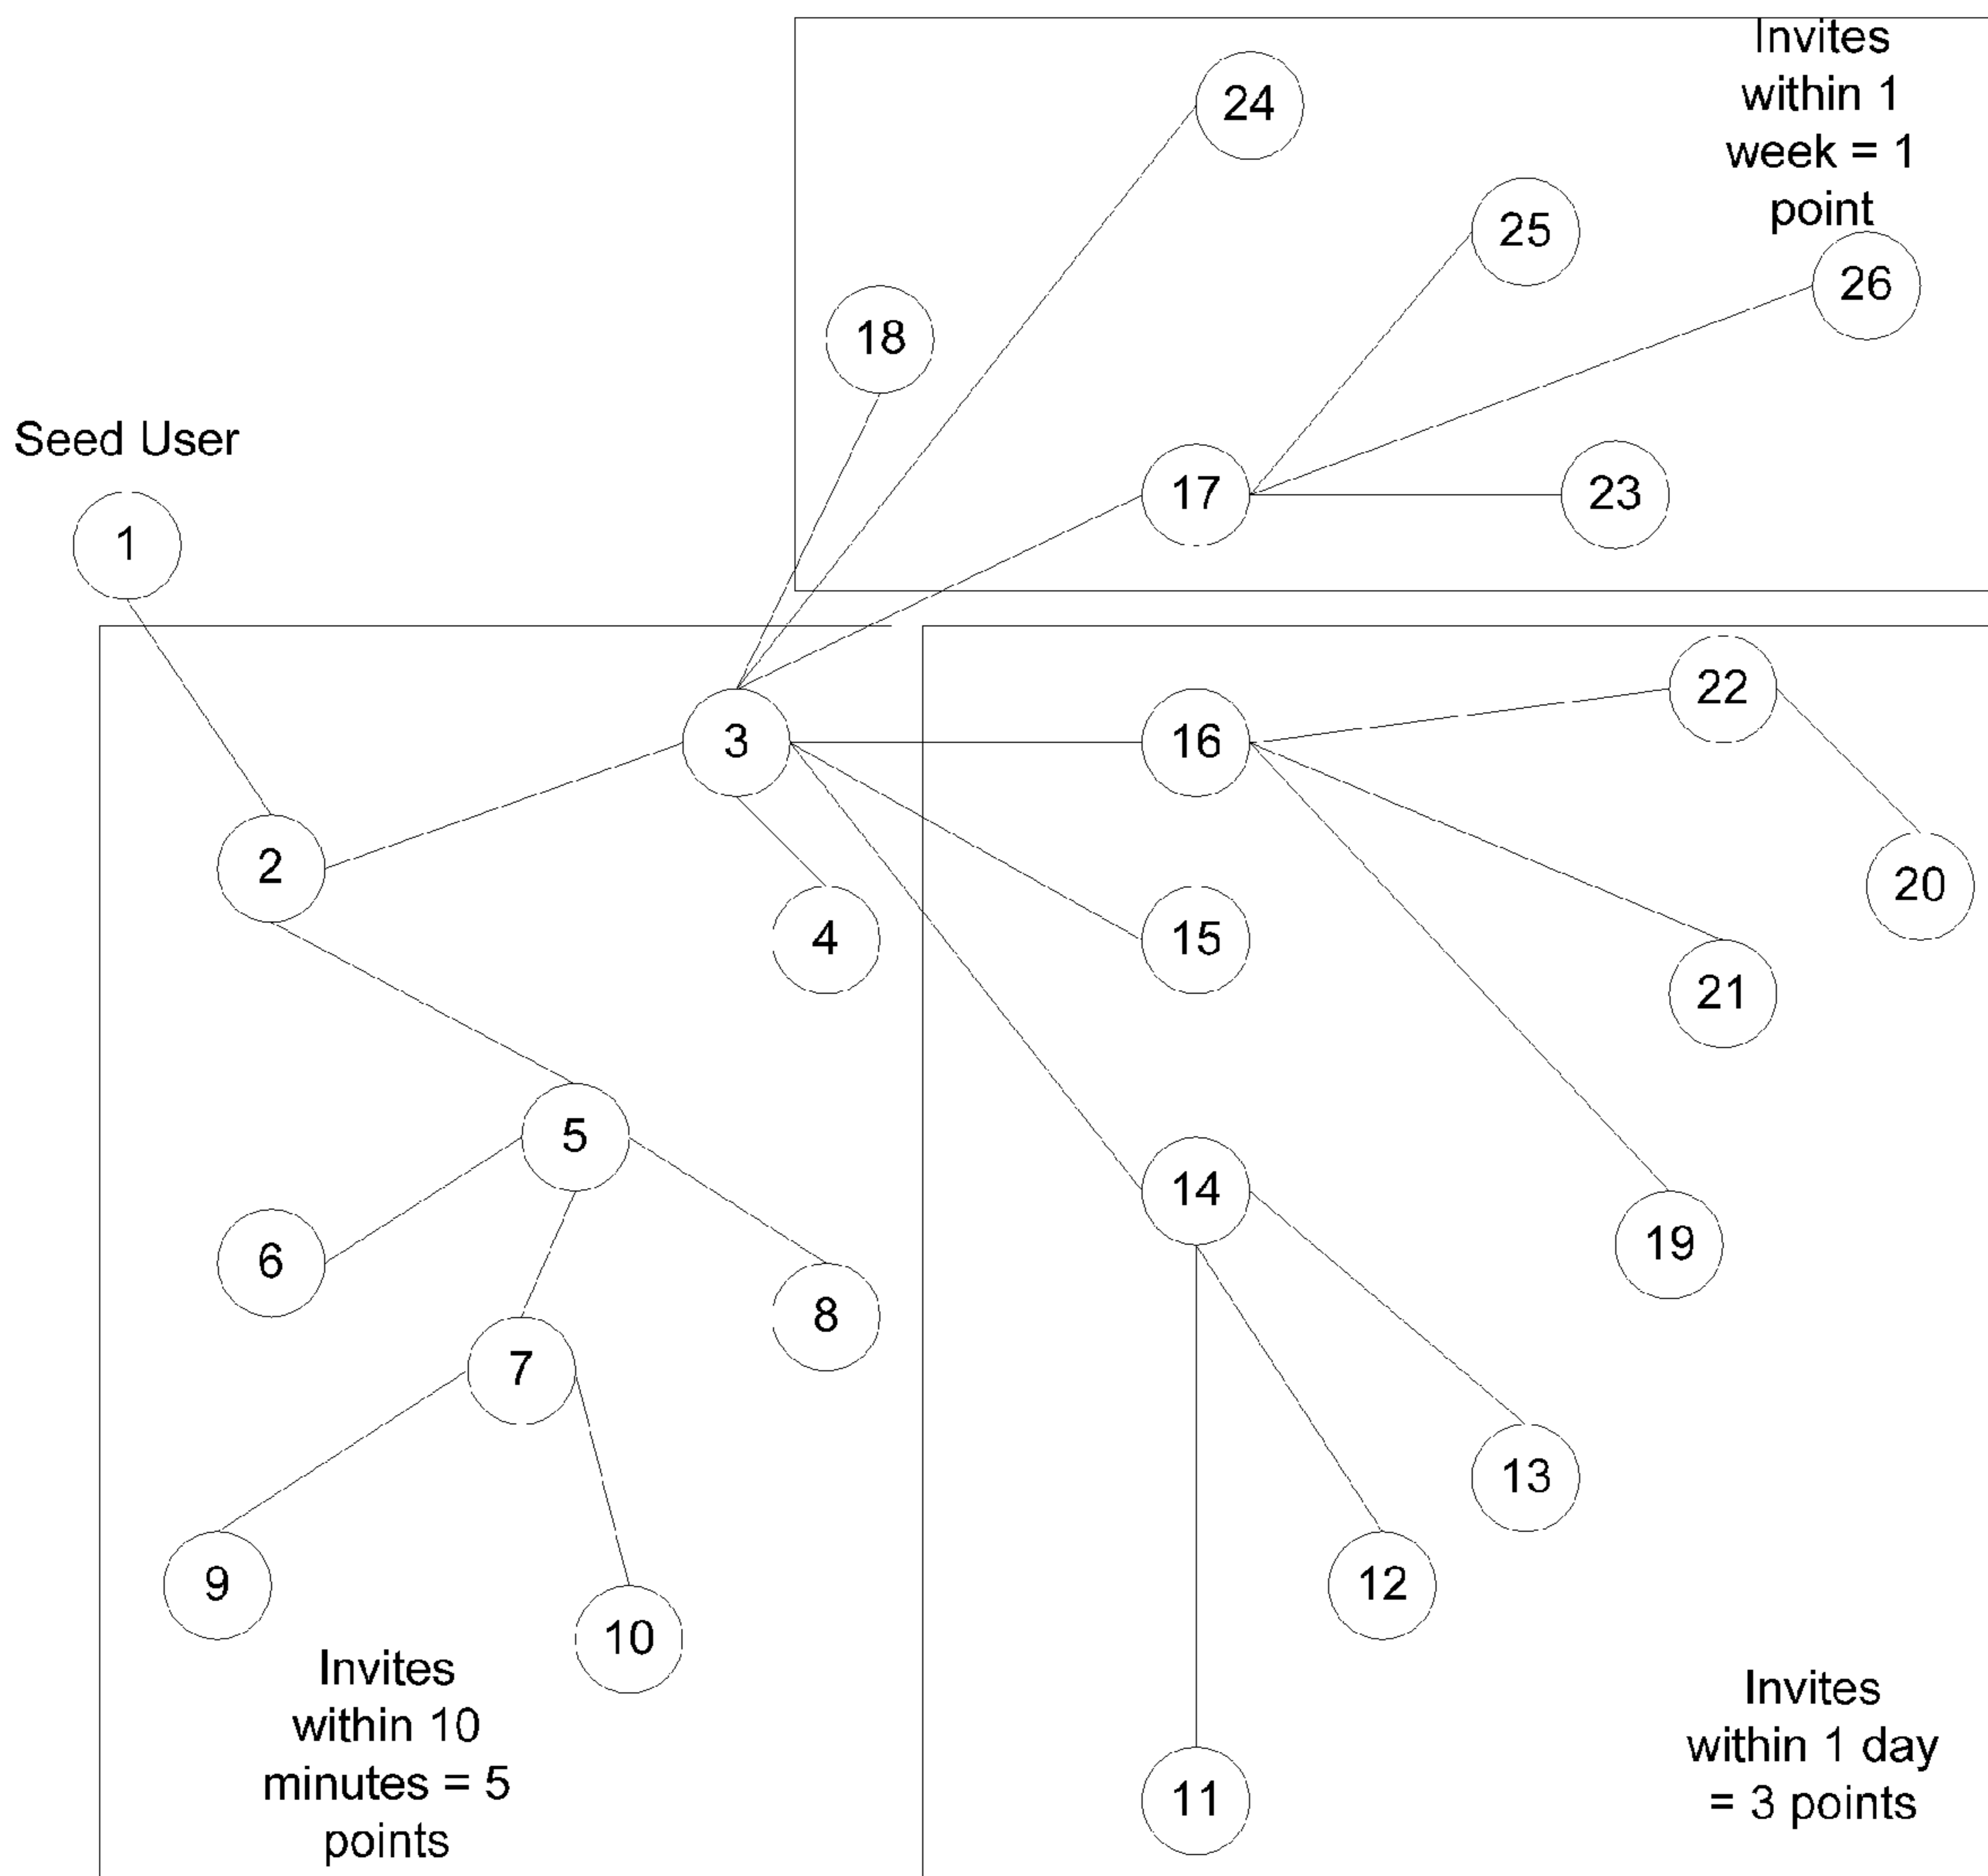 Invites
within 1
week = 1
point
24
25
26
18
Seed User
17
23
1
22
3
16
2
20
4
15
21
5
14
6
19
8
7
13
9
12
10
Invites
within 10
minutes = 5
points
Invites
within 1 day
= 3 points
11